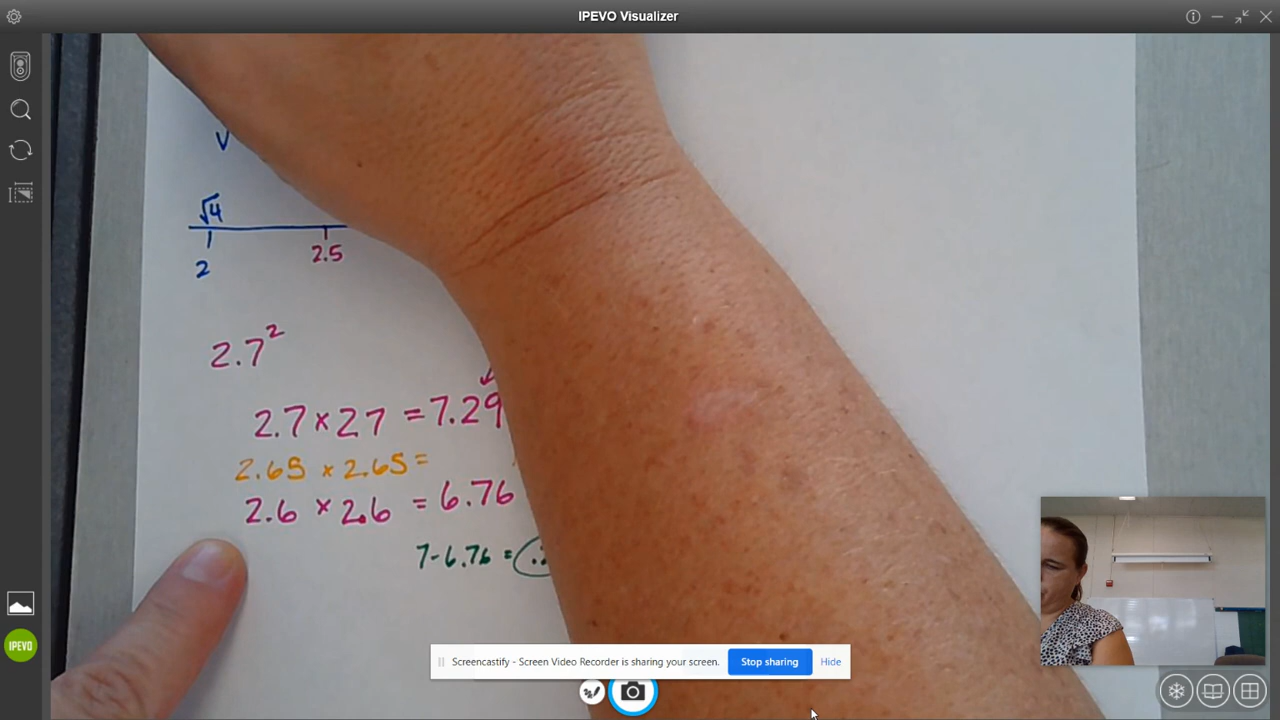 IPEVO Visualizer
V
√4
2
2.5
2.7²
2.7×27 =7.29
2.65 × 2.65=
2.6 × 2.6 = 6.76
7-6.76 =
IPEVO
Screencastify - Screen Video Recorder is sharing your screen.
Stop sharing
Hide